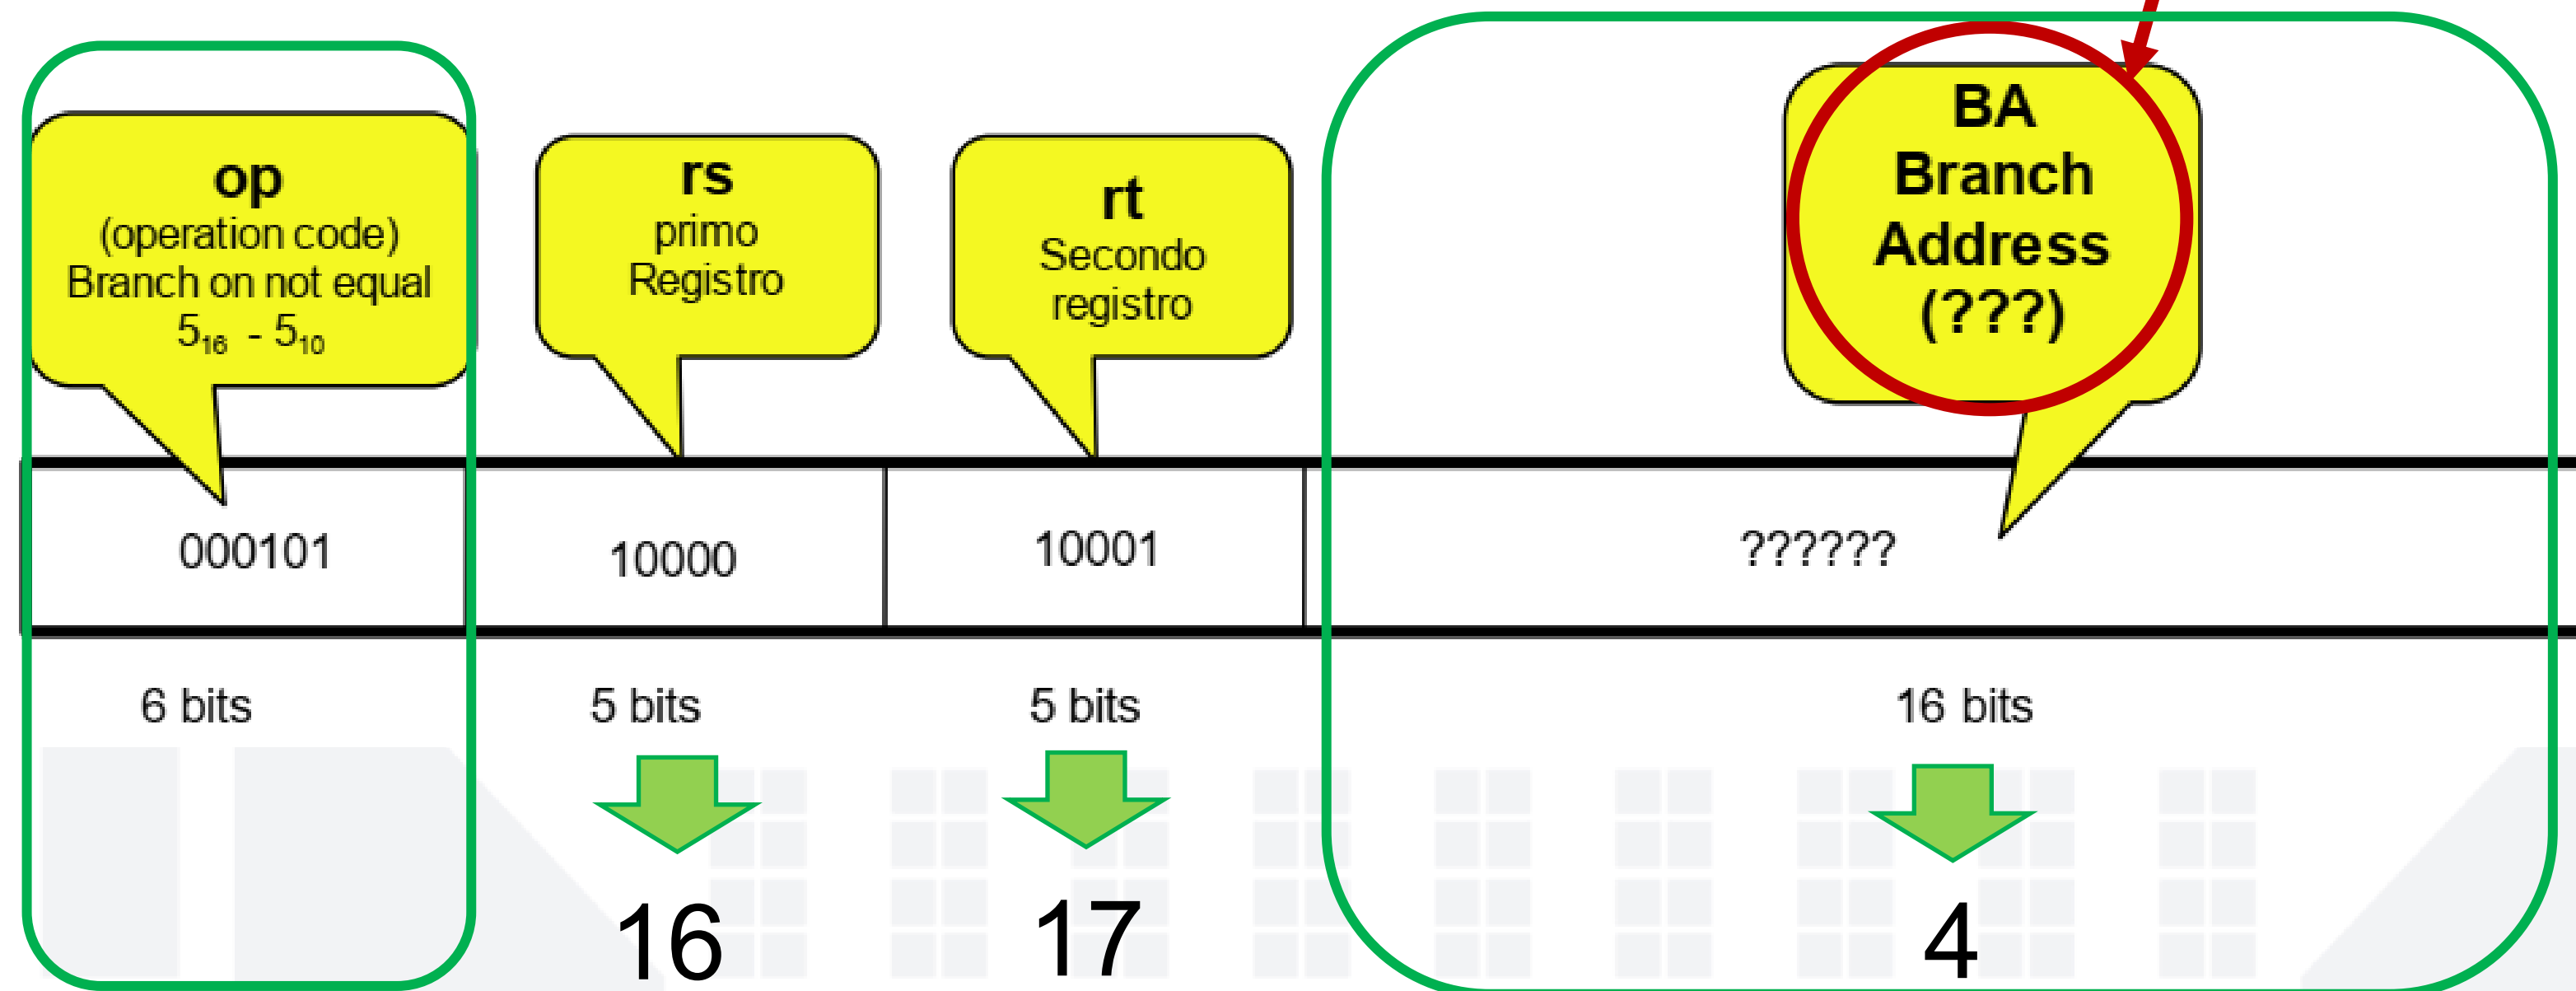 op
(operation code)
Branch on not equal
5₁₆ - 5₁₀
rs
primo
Registro
rt
Secondo
registro
BA
Branch
Address
(???)
000101
10000
10001
??????
6 bits
5 bits
5 bits
16 bits
16
17
4